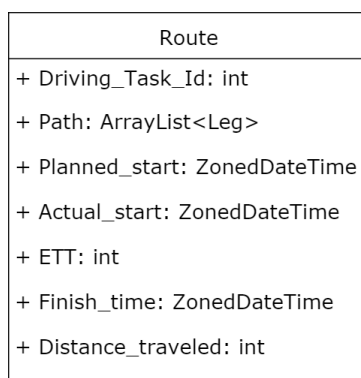 Route
+ Driving_Task_Id: int
+ Path: ArrayList<Leg>
+ Planned_start: ZonedDateTime
+ Actual_start: ZonedDateTime
+ ETT: int
+ Finish_time: ZonedDateTime
+ Distance_traveled: int